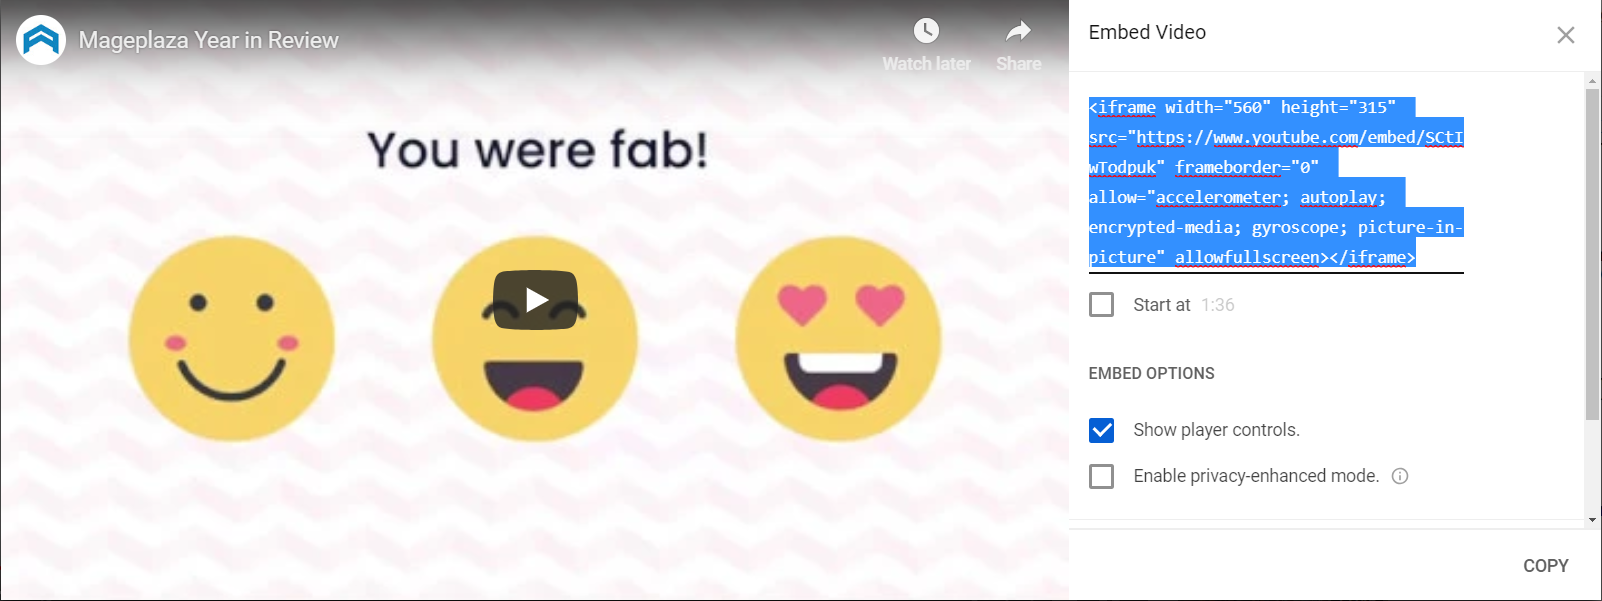 Mageplaza Year in Review
Watch later
Share
You were fab!
Embed Video
<iframe width="560" height="315"
src="https://www.youtube.com/embed/SCtI
wTodpuk" frameborder="0"
allow="accelerometer; autoplay;
encrypted-media; gyroscope; picture-in-
picture" allowfullscreen></iframe>
Start at 1:36
EMBED OPTIONS
Show player controls.
Enable privacy-enhanced mode.
COPY